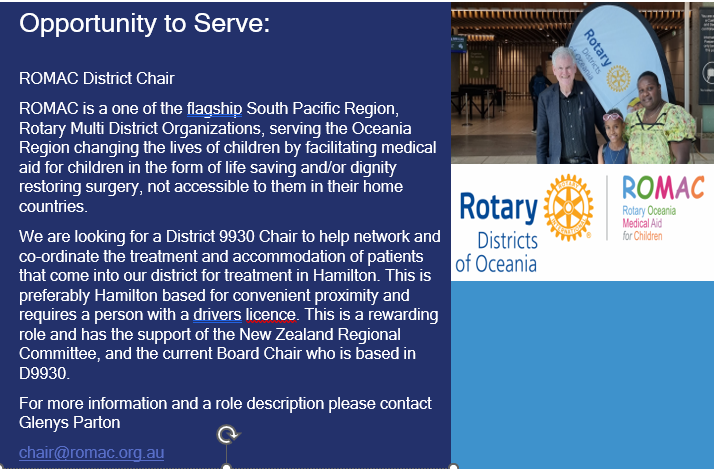 Opportunity to Serve:
ROMAC District Chair
ROMAC is a one of the flagship South Pacific Region,
Rotary Multi District Organizations, serving the Oceania
Region changing the lives of children by facilitating medical
aid for children in the form of life saving and/or dignity
restoring surgery, not accessible to them in their home
countries.
We are looking for a District 9930 Chair to help network and
co-ordinate the treatment and accommodation of patients
that come into our district for treatment in Hamilton. This is
preferably Hamilton based for convenient proximity and
requires a person with a drivers licence. This is a rewarding
role and has the support of the New Zealand Regional
Committee, and the current Board Chair who is based in
D9930.
For more information and a role description please contact
Glenys Parton
chair@romac.org.au
Rotary
Districts
of Oceania
Rotary
Districts
of Oceania
ROMAC
Rotary Oceania
Medical Aid
for Children